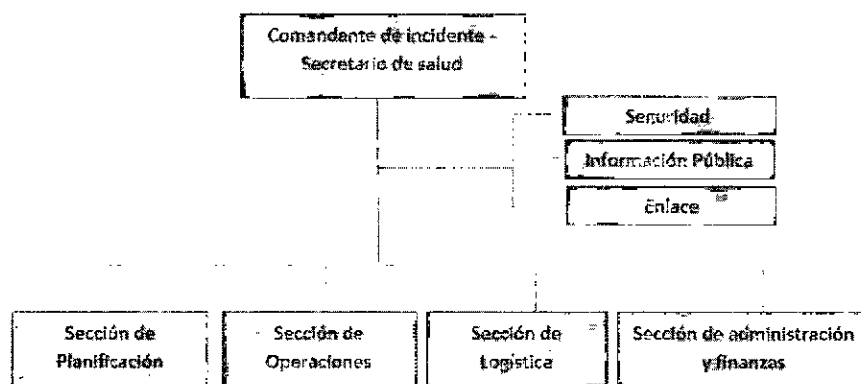 Comandante de incidente -
Secretario de salud
Seguridad
Información Pública
Enlace
Sección de
Planificación
Sección de
Operaciones
Sección de
Logística
Sección de administración
y finanzas